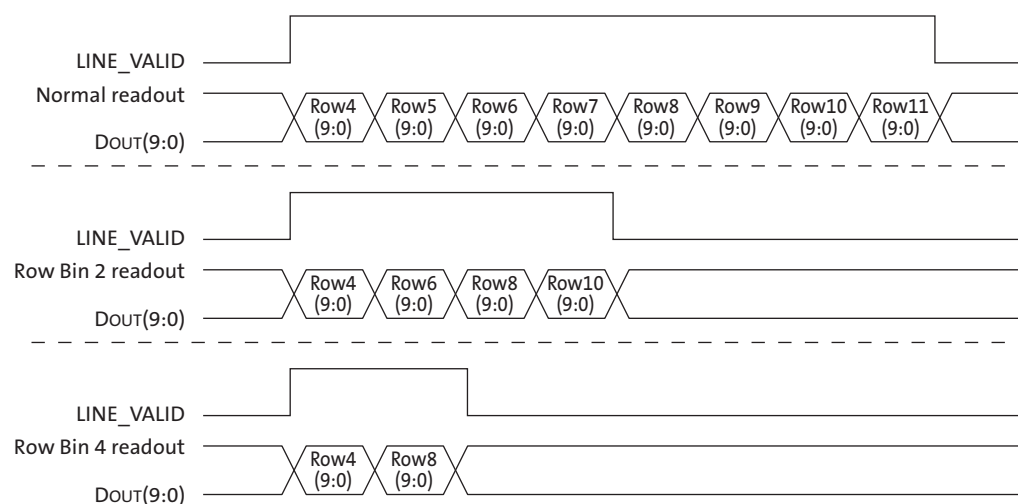 LINE_VALID
Normal readout
Row4 Row5 Row6 Row7 Row8 Row9 Row10 Row11
(9:0) (9:0) (9:0) (9:0) (9:0) (9:0) (9:0) (9:0)
DOUT(9:0)
LINE_VALID
Row Bin 2 readout
Row4 Row6 Row8 Row10
(9:0) (9:0) (9:0) (9:0)
DOUT(9:0)
LINE_VALID
Row Bin 4 readout
Row4 Row8
(9:0) (9:0)
DOUT(9:0)